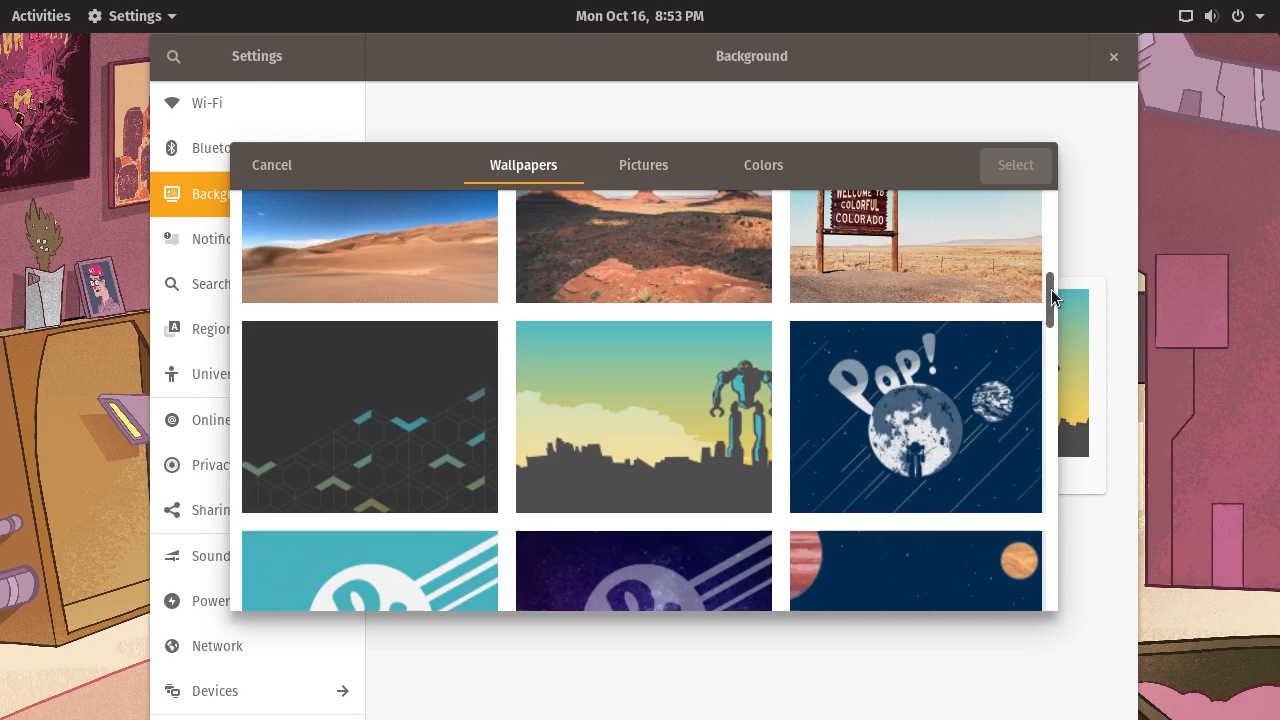 Activities
Settings
Mon Oct 16, 8:53 PM
Settings
Background
Wi-Fi
Blueto
Cancel
Wallpapers
Pictures
Colors
Select
Backgr
WELCOME TO
COLORFUL
COLORADO
Notific
Search
Region
Univer
Pop!
Online
Privac
Sharin
Sound
Power
Network
Devices